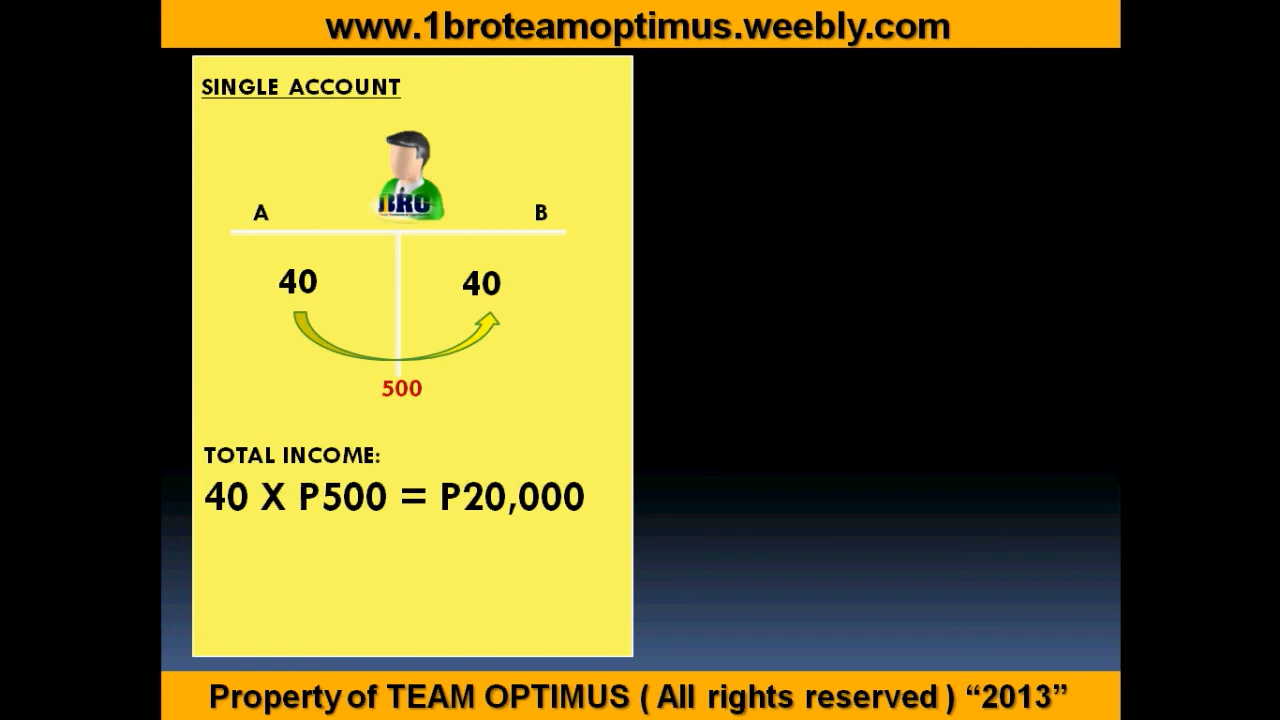 www.1broteamoptimus.weebly.com
SINGLE ACCOUNT
1BRO
A
B
40
40
500
TOTAL INCOME:
40 X P500 = P20,000
Property of TEAM OPTIMUS ( All rights reserved ) “2013”